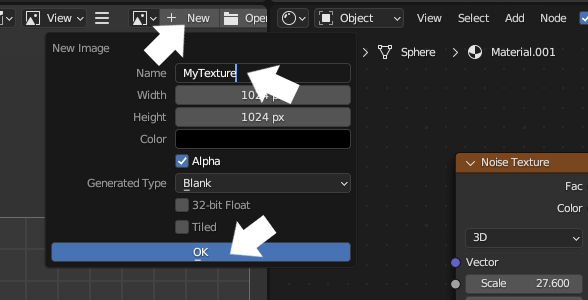 View
New
Open
Object
View
Select
Add
Node
New Image
Sphere
Material.001
Name
MyTexture
Width
1024 px
Height
1024 px
Color
Alpha
Noise Texture
Generated Type
Blank
Fac
32-bit Float
Color
Tiled
3D
OK
Vector
Scale
27.600